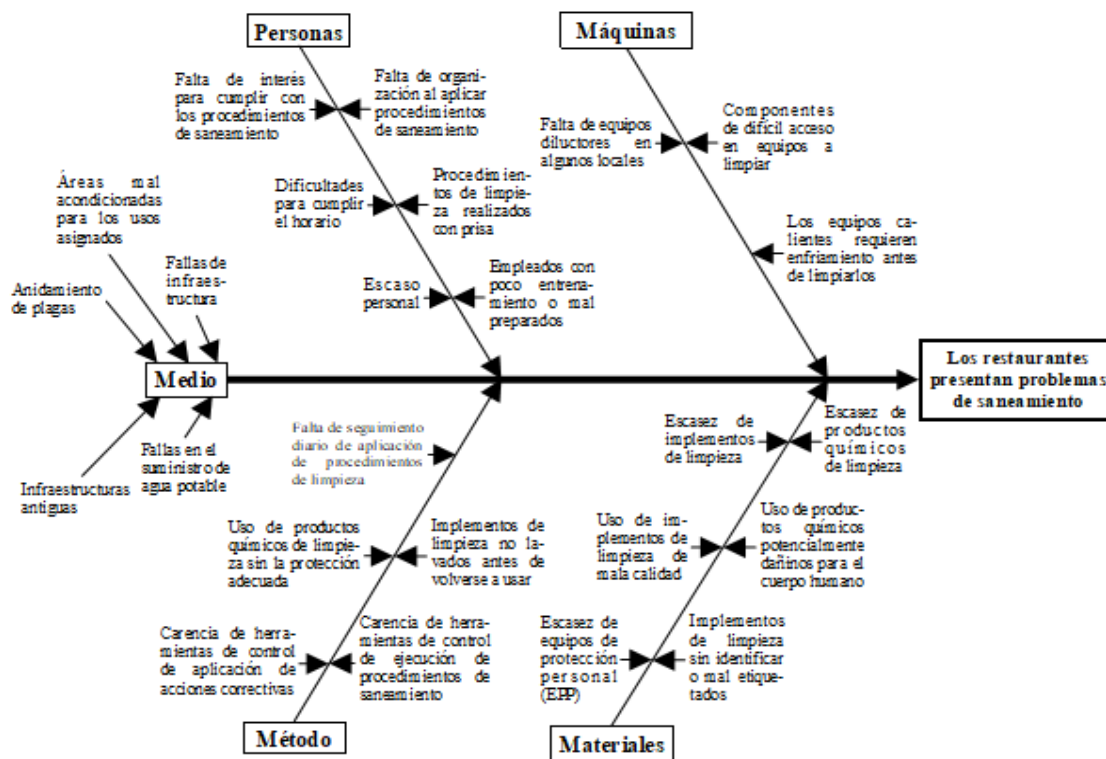 Personas
Máquinas
Falta de interés
para cumplir con
los procedimientos
de saneamiento
Falta de organi-
zación al aplicar
procedimientos
de saneamiento
Falta de equipos
dilutores en
algunos locales
Componentes
de difícil acceso
en equipos a
limpiar
Dificultades
para cumplir
el horario
Procedimien-
tos de limpie-
za realizados
con prisa
Áreas mal
acondicionadas
para los usos
asignados
Los equipos ca-
lientes requieren
enfriamiento antes
de limpiarlos
Fallas de
infraes-
tructura
Anidamiento
de plagas
Escaso
personal
Empleados con
poco entrena-
miento o mal
preparados
Medio
Los restaurantes
presentan problemas
de saneamiento
Fallas en el
suministro de
agua potable
Infraestructuras
antiguas
Falta de seguimiento
diario de aplicación
de procedimientos
de limpieza
Escasez de
implementos
de limpieza
Escasez de
productos
químicos
de limpieza
Uso de productos
químicos de limpie-
za sin la protección
adecuada
Implementos de
limpieza no la-
vados antes de
volverse a usar
Uso de im-
plementos de
limpieza de
mala calidad
Uso de produc-
tos químicos
potencialmente
dañinos para el
cuerpo humano
Carencia de herra-
mientas de control
de aplicación de
acciones correctivas
Carencia de herra-
mientas de control
de ejecución de
procedimientos de
saneamiento
Escasez de
equipos de
protección
personal
(EPP)
Implementos
de limpieza
sin identificar
o mal etique-
tados
Método
Materiales